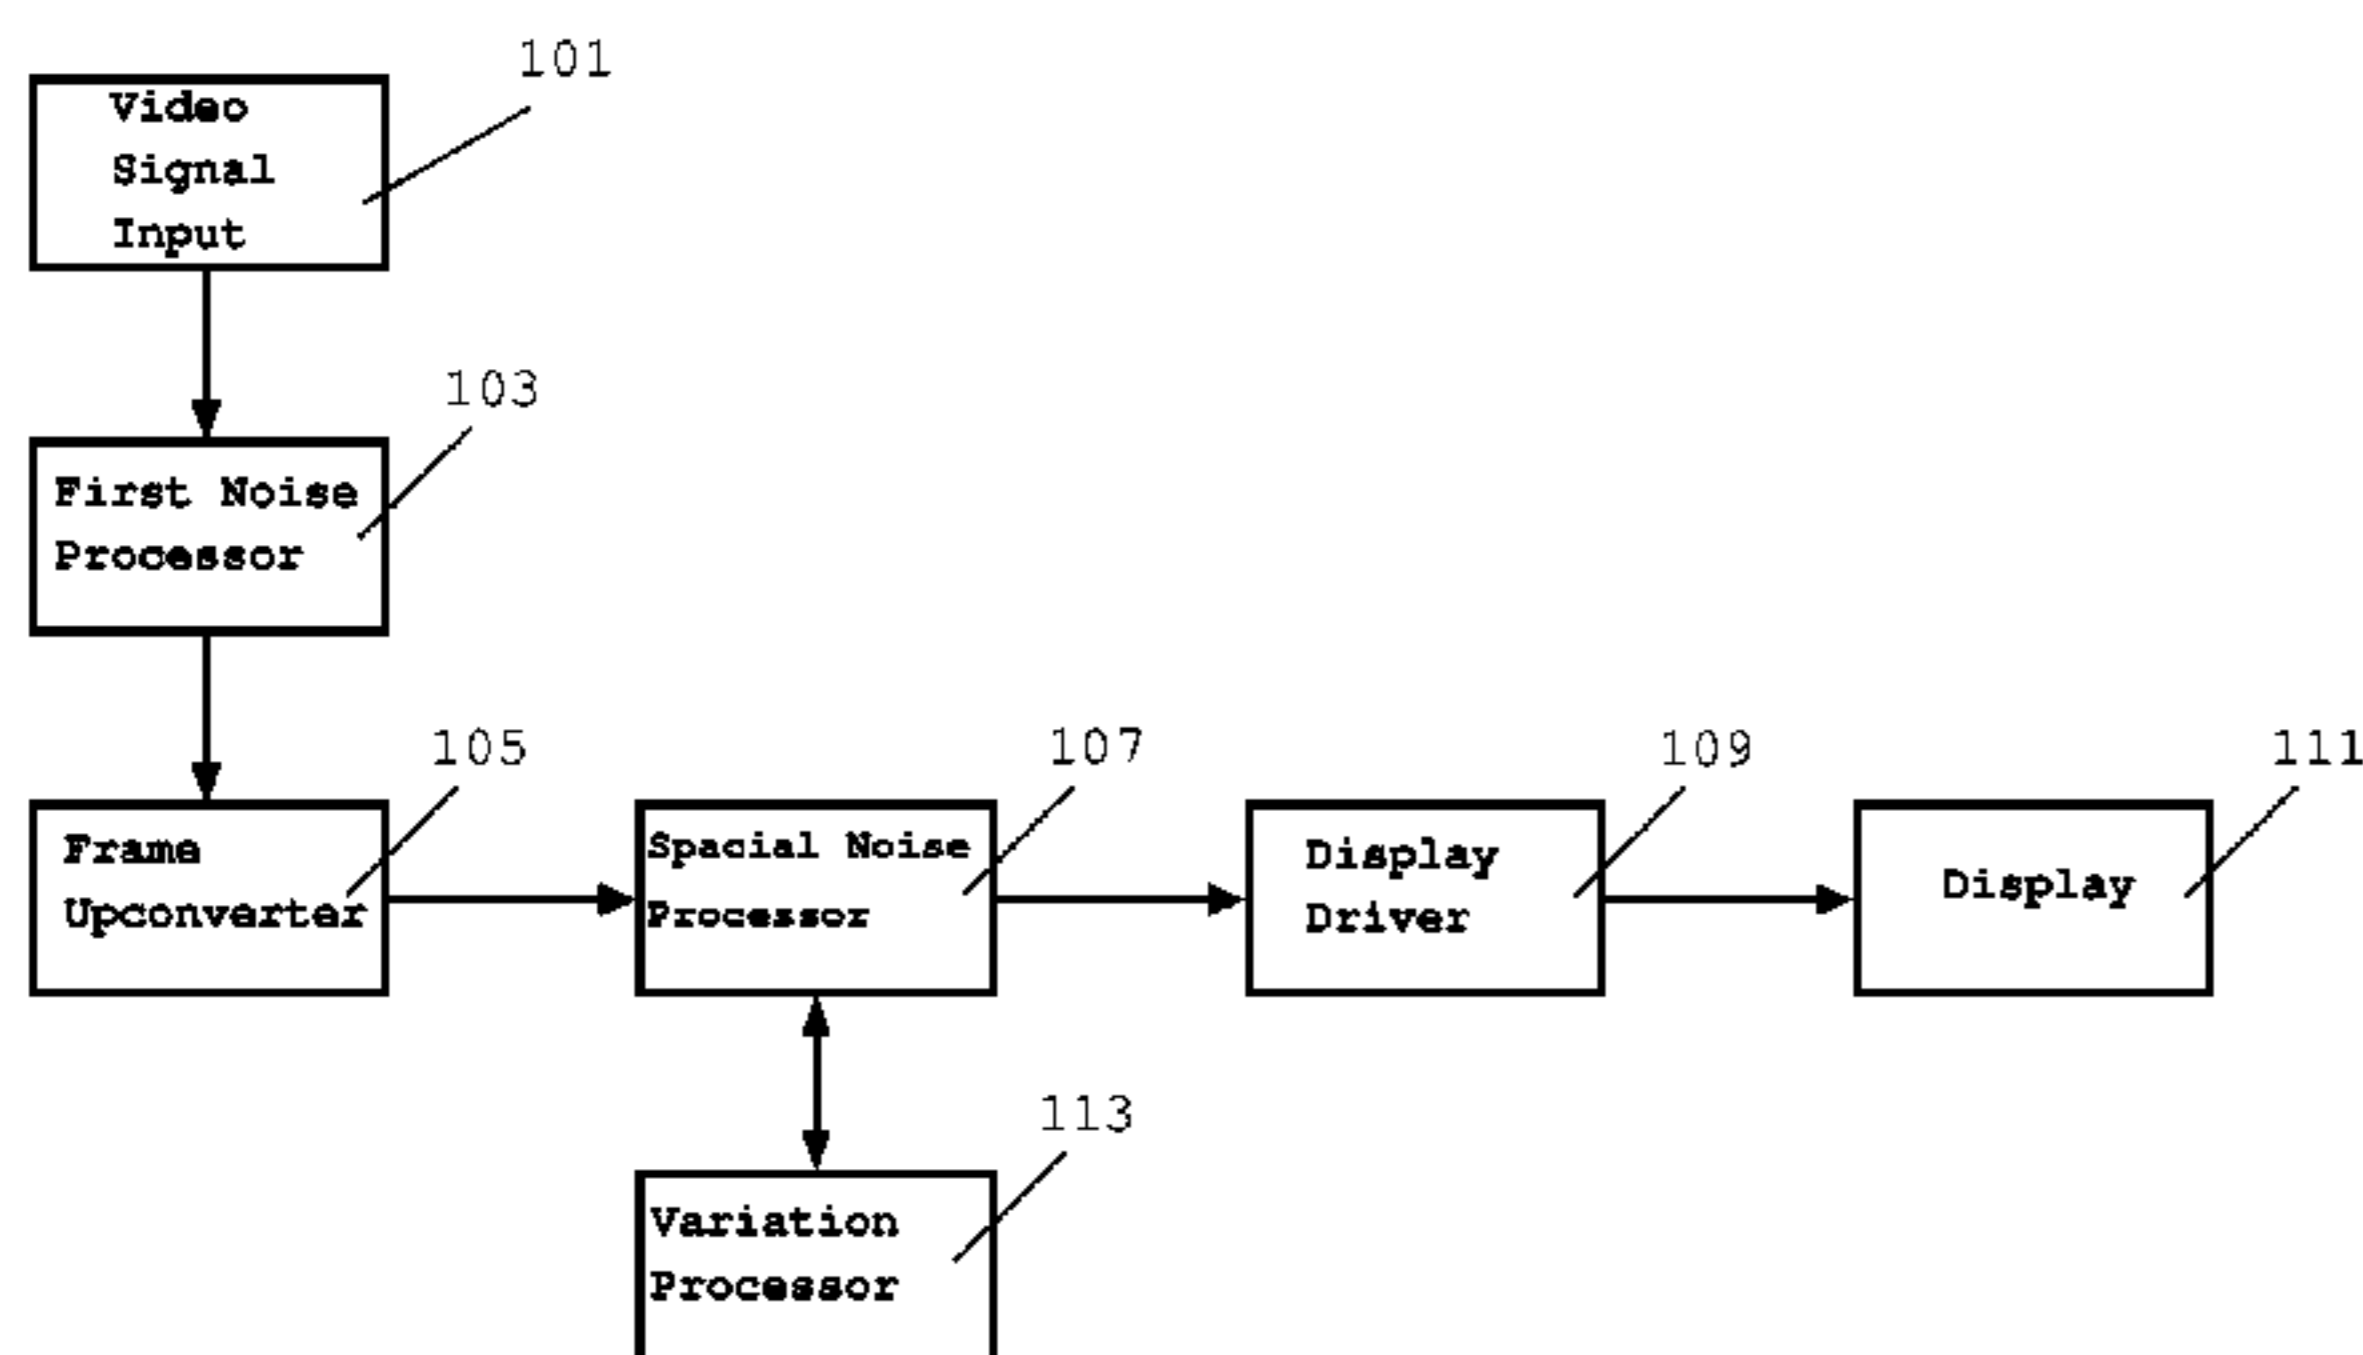 101
Video
Signal
Input
103
First Noise
Processor
105
Frame
Upconverter
107
Spacial Noise
Processor
109
Display
Driver
111
Display
113
Variation
Processor